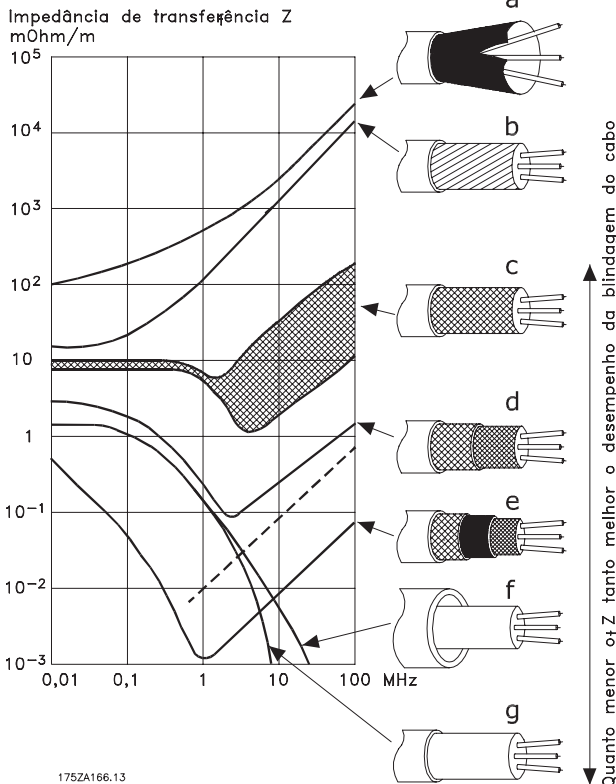 Impedância de transferência Z
mOhm/m
10⁵
10⁴
10³
10²
10
1
10⁻¹
10⁻²
10⁻³
0,01
0,1
1
10
100 MHz
a
b
c
d
e
f
g
Quanto menor o Z tanto melhor o desempenho da blindagem do cabo
175ZA166.13